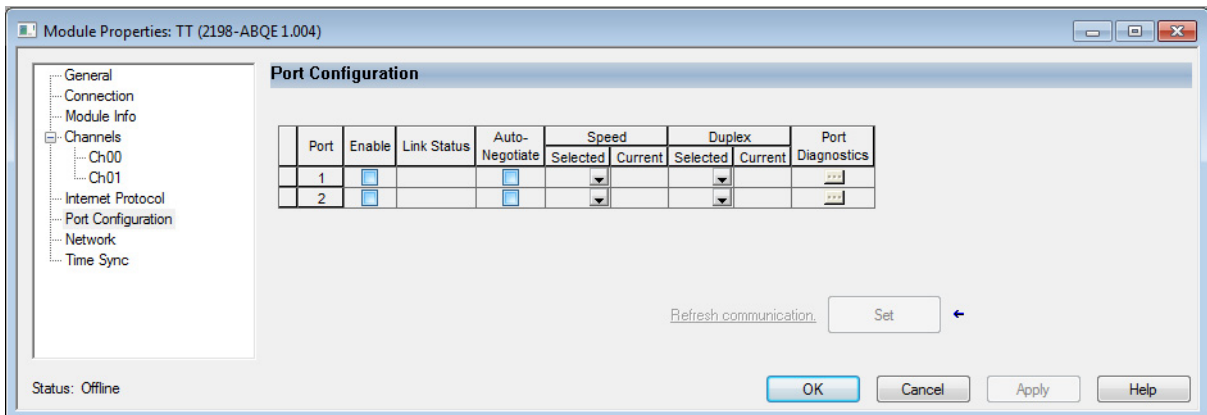 Module Properties: TT (2198-ABQE 1.004)
General
Connection
Module Info
Channels
Ch00
Ch01
Internet Protocol
Port Configuration
Network
Time Sync
Port Configuration
Port Enable Link Status Auto-Negotiate Speed Duplex Port Diagnostics
Selected Current Selected Current
1
2
Refresh communication. Set
Status: Offline
OK Cancel Apply Help